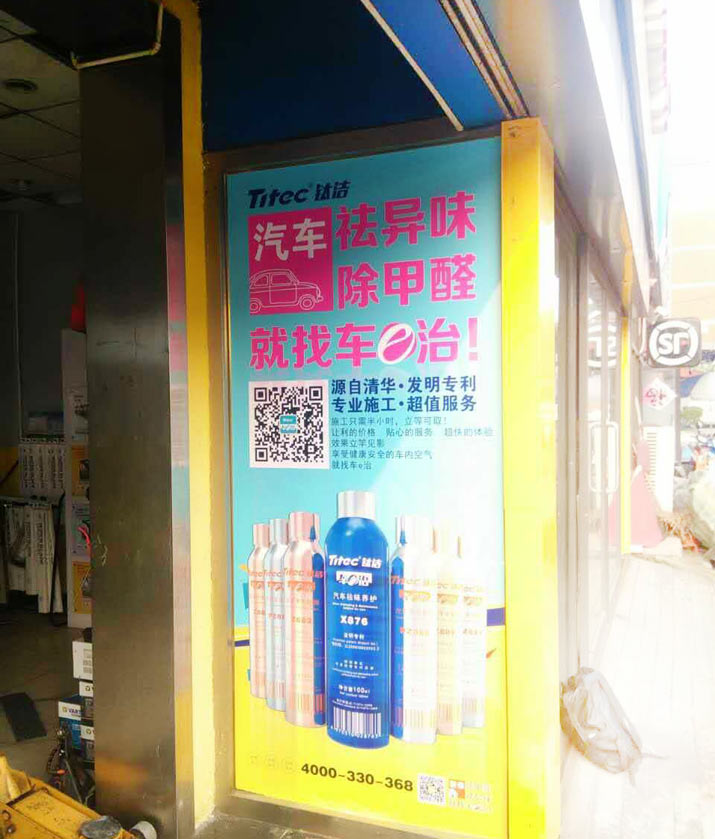 Titec® 钛洁
汽车
祛异味
除甲醛
就找车e治!
源自清华·发明专利
专业施工·超值服务
施工只需半小时,立等可取!
让利的价格 贴心的服务 超快的体验
效果立竿见影
享受健康安全的车内空气
就找车e治
Titec® 钛洁
汽车祛味养护
X876
4000-330-368
SF